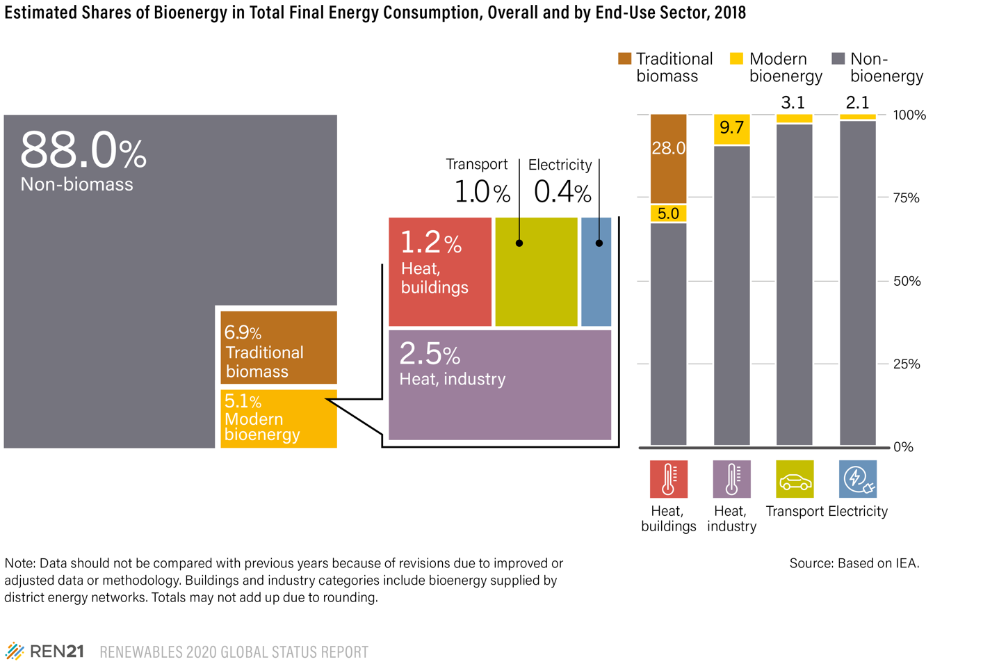 Estimated Shares of Bioenergy in Total Final Energy Consumption, Overall and by End-Use Sector, 2018
88.0%
Non-biomass
6.9%
Traditional
biomass
5.1%
Modern
bioenergy
Transport
1.0%
Electricity
0.4%
1.2%
Heat,
buildings
2.5%
Heat, industry
Traditional
biomass
Modern
bioenergy
Non-
bioenergy
3.1
2.1
28.0
5.0
9.7
100%
75%
50%
25%
0%
Heat,
buildings
Heat,
industry
Transport
Electricity
Note: Data should not be compared with previous years because of revisions due to improved or
adjusted data or methodology. Buildings and industry categories include bioenergy supplied by
district energy networks. Totals may not add up due to rounding.
Source: Based on IEA.
REN21 RENEWABLES 2020 GLOBAL STATUS REPORT